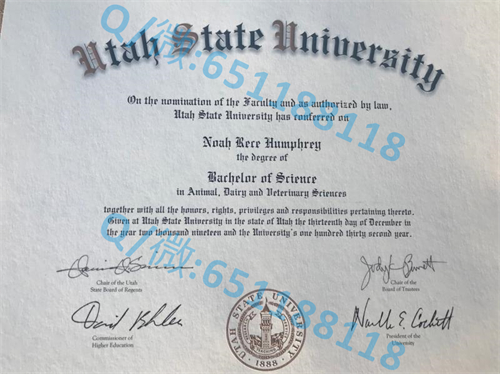 Utah State University
On the nomination of the Faculty and as authorized by law,
Utah State University has conferred on
Noah Rece Humphrey
the degree of
Bachelor of Science
in Animal, Dairy and Veterinary Sciences
together with all the honors, rights, privileges and responsibilities pertaining thereto.
Given at Utah State University in the state of Utah the thirteenth day of December in
the year two thousand nineteen and the University's one hundred thirty second year.
Chair of the Utah
State Board of Regents
Chair of the
Board of Trustees
Commissioner of
Higher Education
President of the
University
UTAH STATE UNIVERSITY
1888
Q/微:651188118
Q/微:651188118
Q/微:651188118